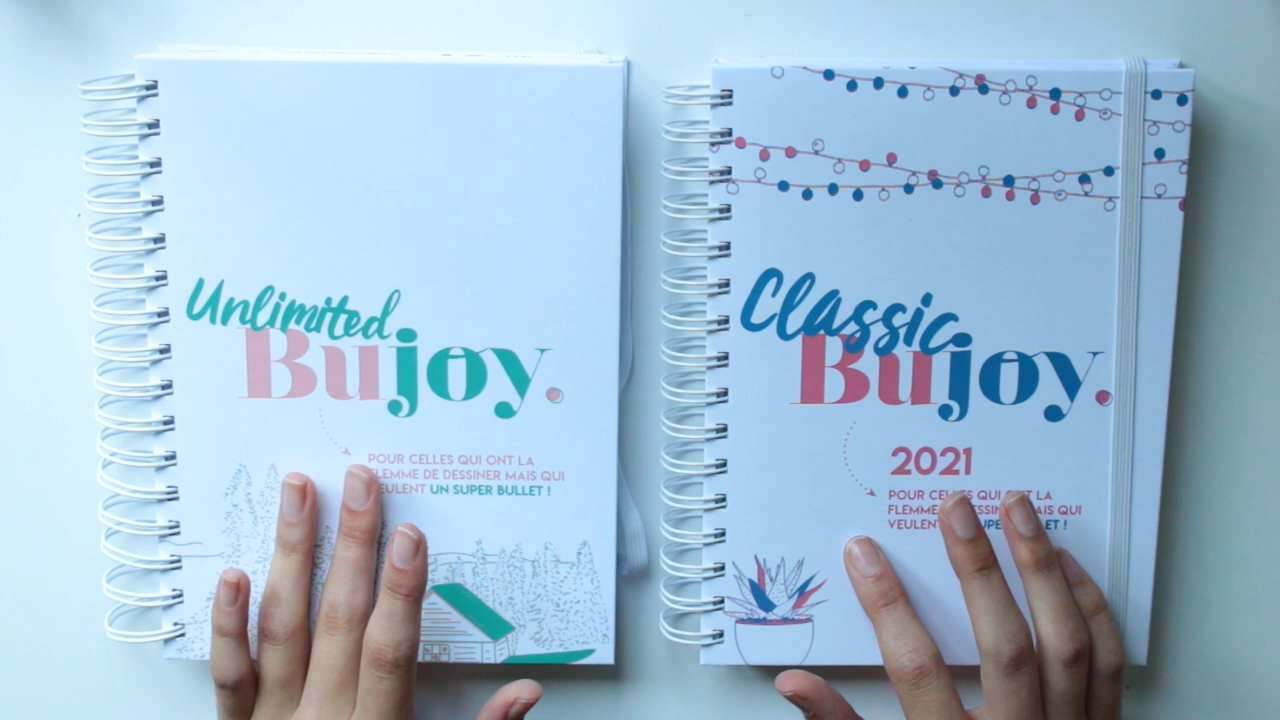 Unlimited
Bujoy.
POUR CELLES QUI ONT LA
FLEMME DE DESSINER MAIS QUI
VEULENT UN SUPER BULLET !
Classic
Bujoy.
2021
POUR CELLES QUI LA
FLEMME MAIS QUI
VEULENT !